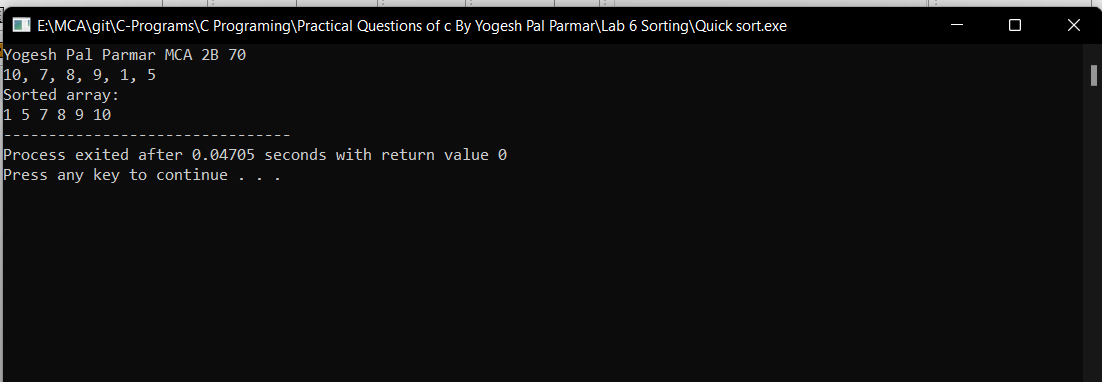 E:\MCA\git\C-Programs\C Programing\Practical Questions of c By Yogesh Pal Parmar\Lab 6 Sorting\Quick sort.exe
Yogesh Pal Parmar MCA 2B 70
10, 7, 8, 9, 1, 5
Sorted array:
1 5 7 8 9 10
--------------------------------
Process exited after 0.04705 seconds with return value 0
Press any key to continue . . .